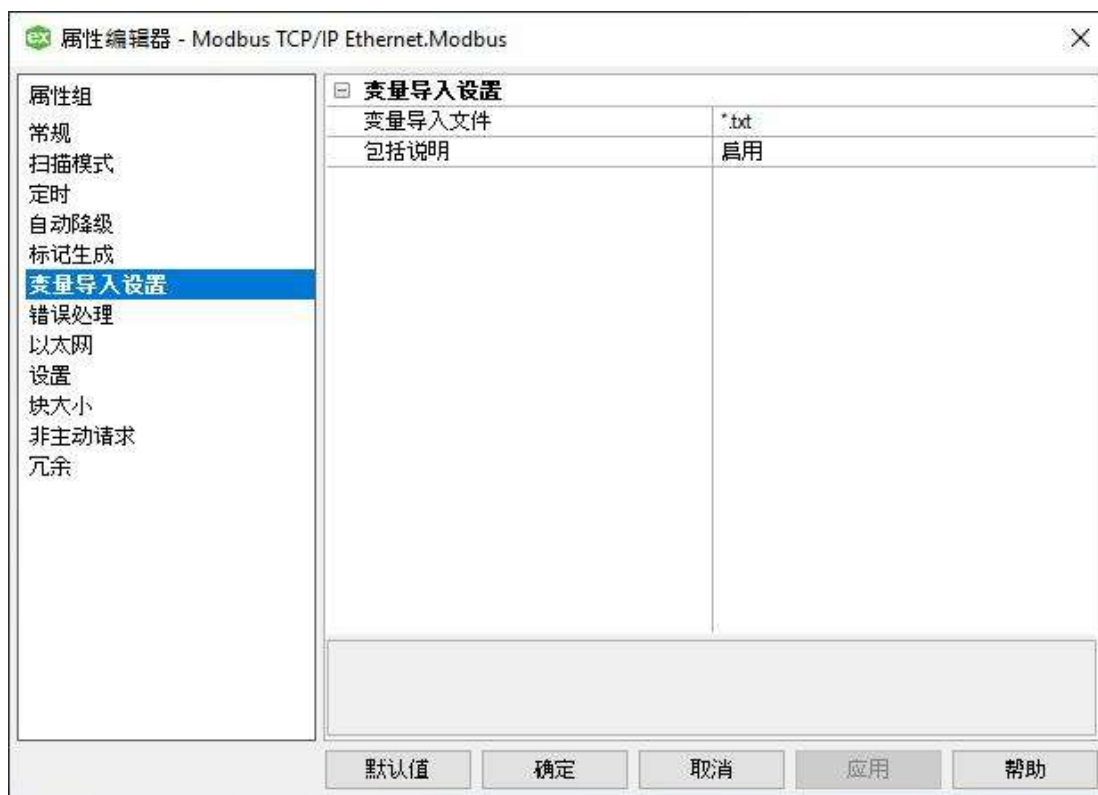 属性编辑器 - Modbus TCP/IP Ethernet.Modbus
属性组
常规
扫描模式
定时
自动降级
标记生成
变量导入设置
错误处理
以太网
设置
块大小
非主动请求
冗余
变量导入设置
变量导入文件 *.txt
包括说明 启用
默认值 确定 取消 应用 帮助